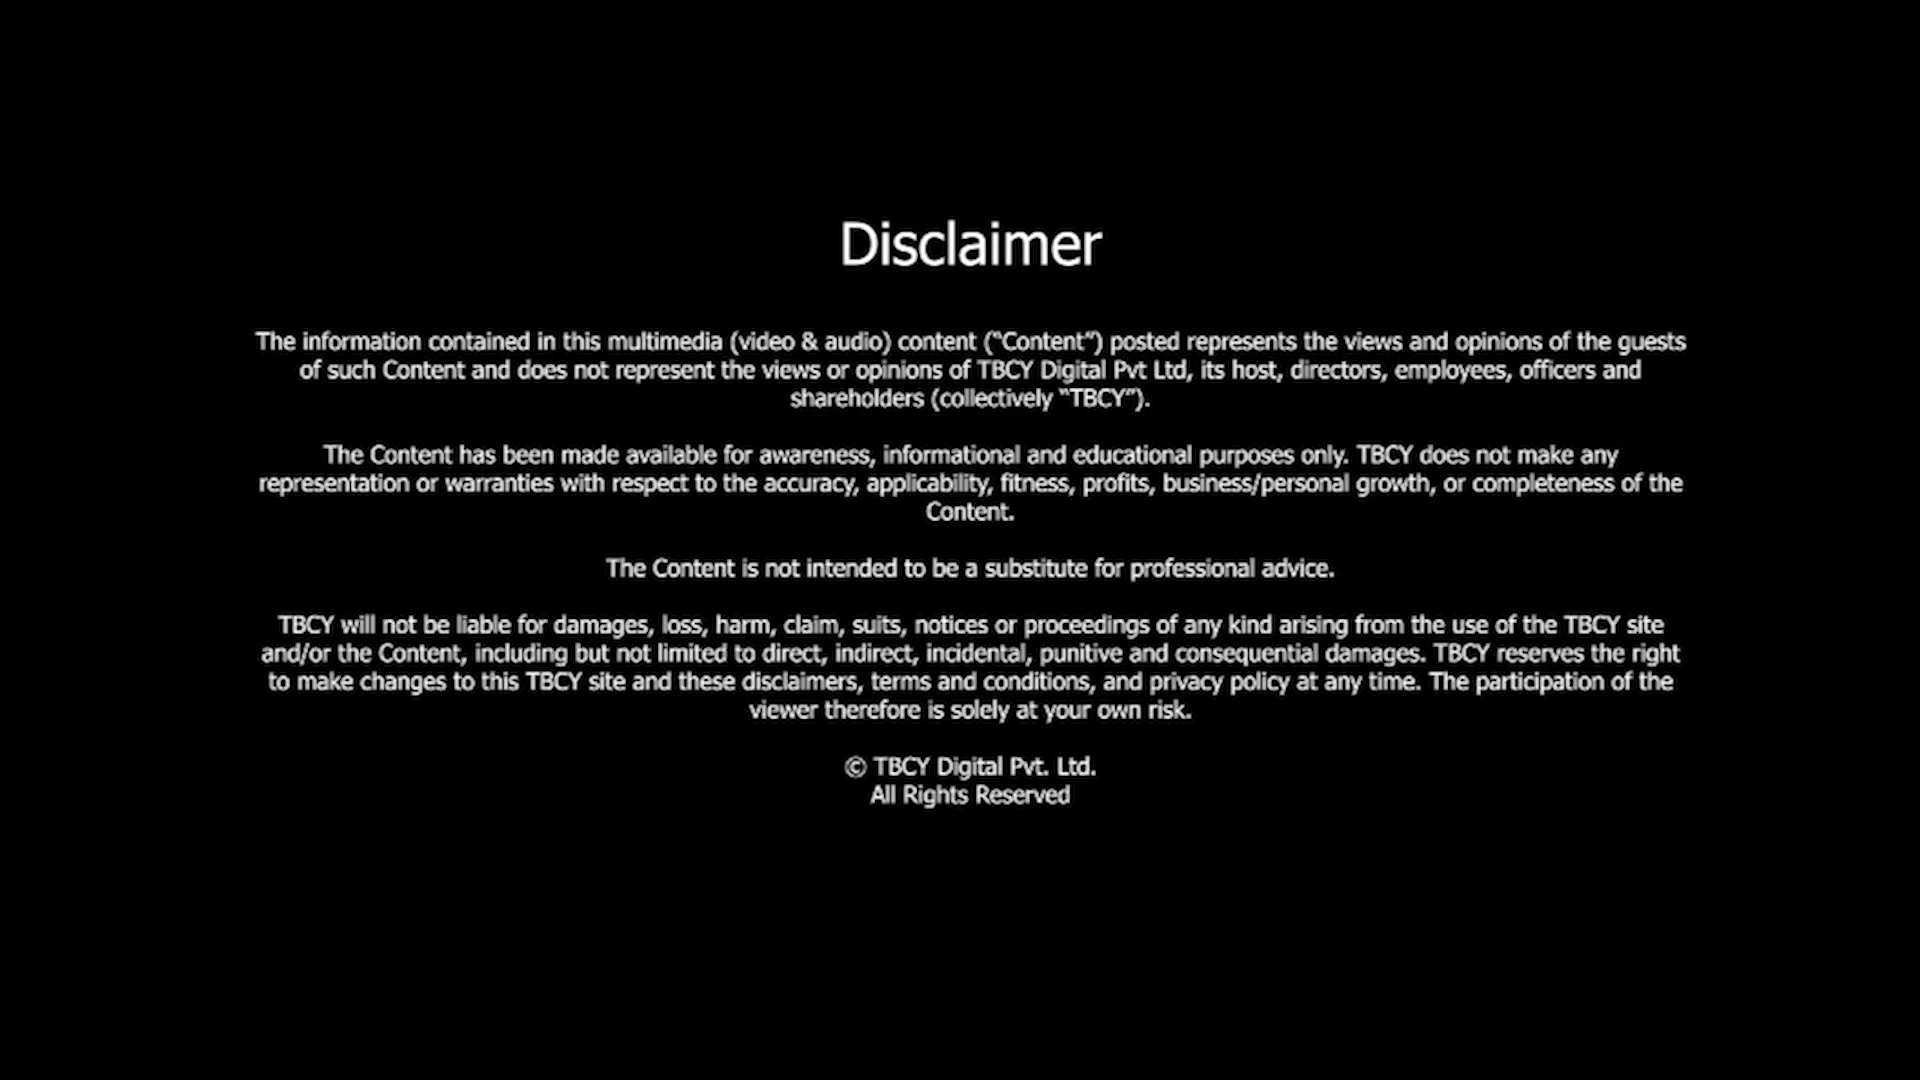 Disclaimer
The information contained in this multimedia (video & audio) content (“Content”) posted represents the views and opinions of the guests
of such Content and does not represent the views or opinions of TBCY Digital Pvt Ltd, its host, directors, employees, officers and
shareholders (collectively “TBCY”).
The Content has been made available for awareness, informational and educational purposes only. TBCY does not make any
representation or warranties with respect to the accuracy, applicability, fitness, profits, business/personal growth, or completeness of the
Content.
The Content is not intended to be a substitute for professional advice.
TBCY will not be liable for damages, loss, harm, claim, suits, notices or proceedings of any kind arising from the use of the TBCY site
and/or the Content, including but not limited to direct, indirect, incidental, punitive and consequential damages. TBCY reserves the right
to make changes to this TBCY site and these disclaimers, terms and conditions, and privacy policy at any time. The participation of the
viewer therefore is solely at your own risk.
© TBCY Digital Pvt. Ltd.
All Rights Reserved